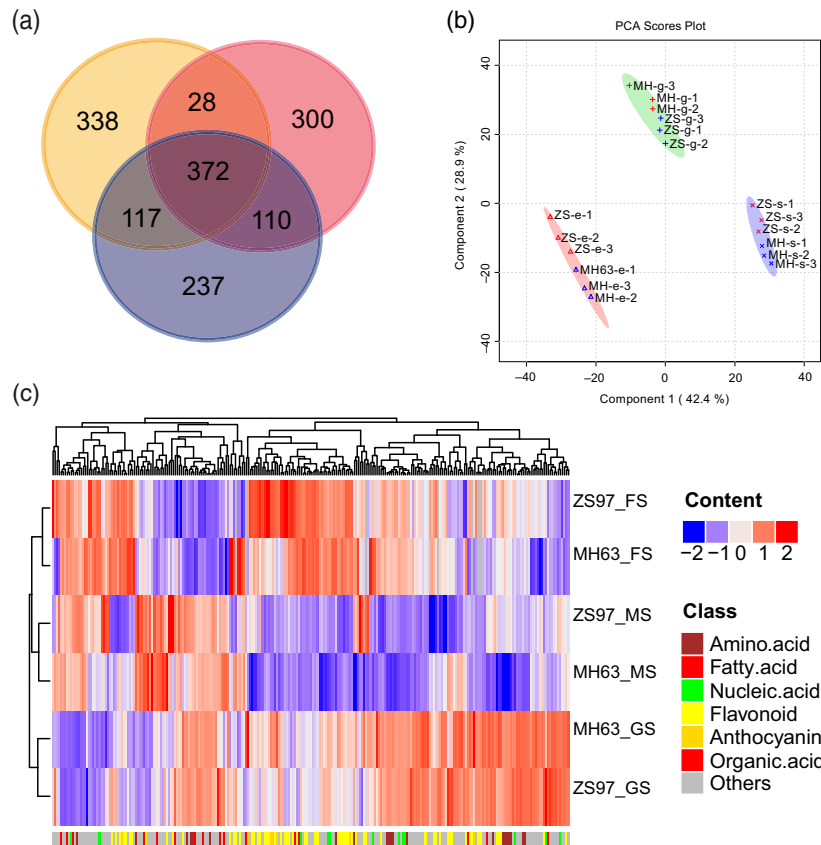 (a)
338
28
300
372
117
110
237
(b)
PCA Scores Plot
Component 2 ( 28.9 % )
40
20
0
−20
−40
MH-g-3
MH-g-1
MH-g-2
ZS-g-3
ZS-g-1
ZS-g-2
ZS-s-1
ZS-s-3
ZS-s-2
MH-s-1
MH-s-2
MH-s-3
ZS-e-1
ZS-e-2
ZS-e-3
MH63-e-1
MH-e-3
MH-e-2
−40 −20 0 20 40
Component 1 ( 42.4 %)
(c)
ZS97_FS
MH63_FS
ZS97_MS
MH63_MS
MH63_GS
ZS97_GS
Content
−2 −1 0 1 2
Class
Amino.acid
Fatty.acid
Nucleic.acid
Flavonoid
Anthocyanin
Organic.acid
Others